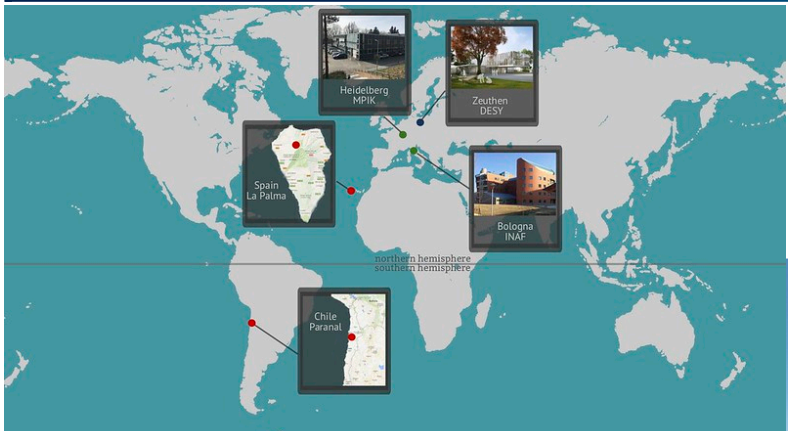 Heidelberg
MPIK
Zeuthen
DESY
Spain
La Palma
Bologna
INAF
northern hemisphere
southern hemisphere
Chile
Paranal